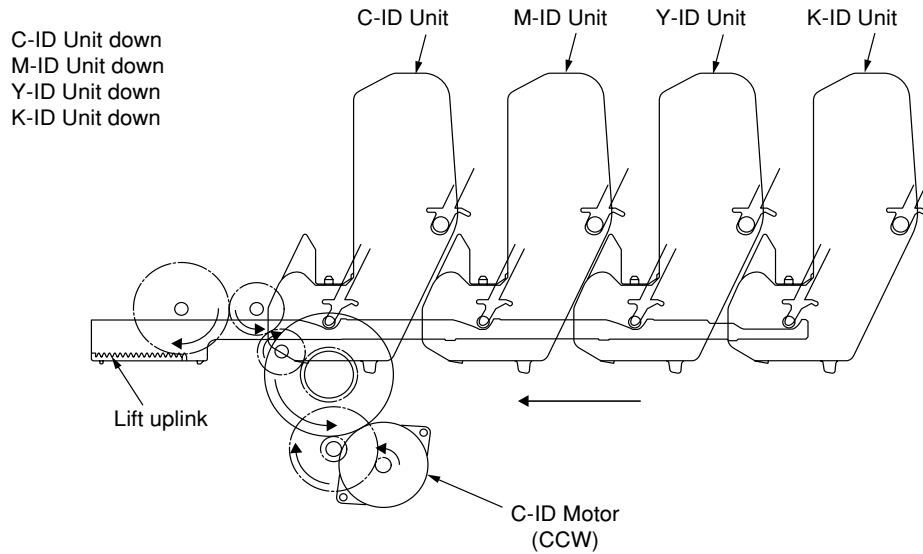 C-ID Unit
M-ID Unit
Y-ID Unit
K-ID Unit
C-ID Unit down
M-ID Unit down
Y-ID Unit down
K-ID Unit down
Lift uplink
C-ID Motor
(CCW)